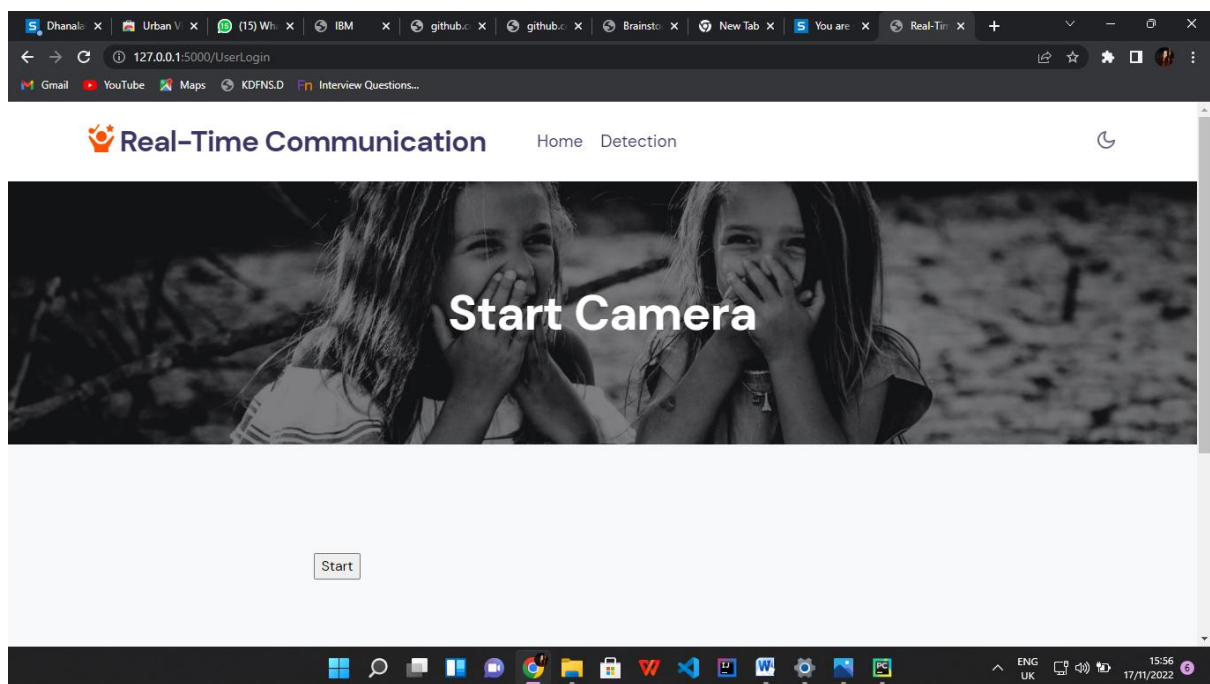 Dhanala
Urban V
(15) Wh
IBM
github.c
github.c
Brainsto
New Tab
You are
Real-Tin
127.0.0.1:5000/UserLogin
Gmail
YouTube
Maps
KDFNS.D
Interview Questions...
Real-Time Communication
Home
Detection
Start Camera
Start
ENG
UK
15:56
17/11/2022
6